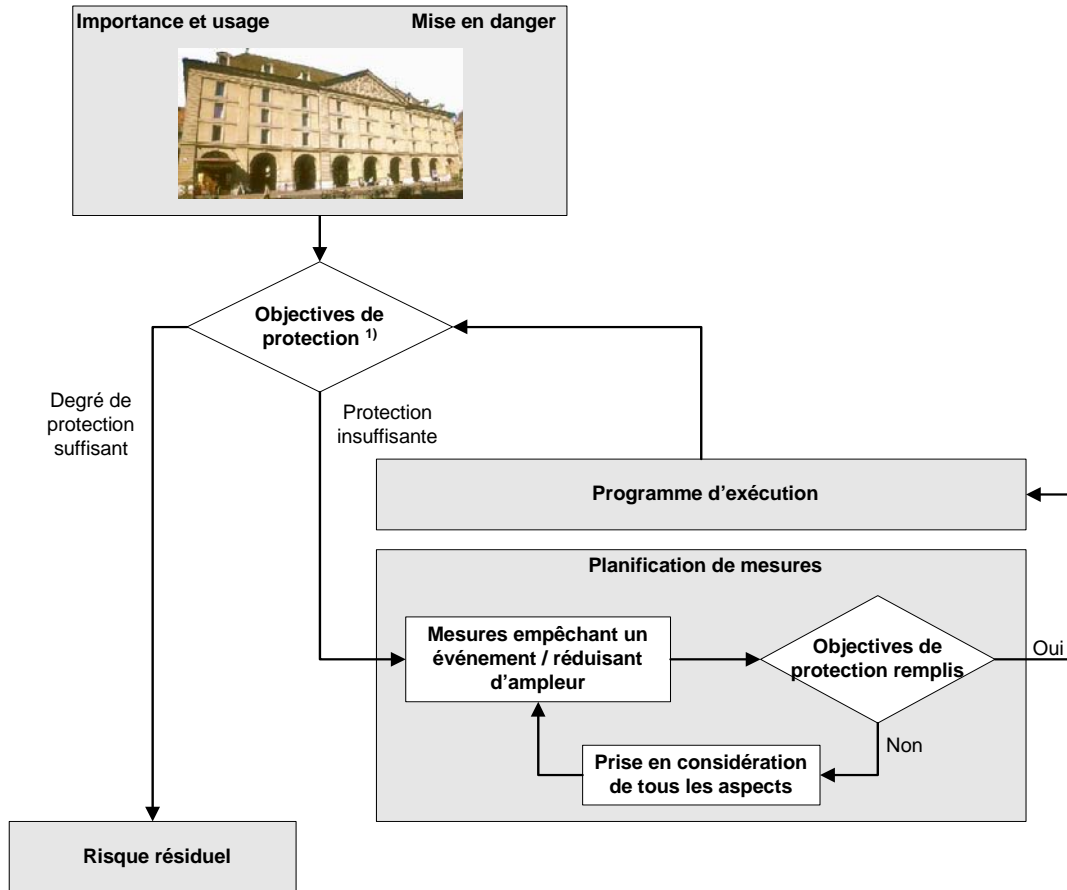 Importance et usage
Mise en danger
Objectives de
protection 1)
Degré de
protection
suffisant
Protection
insuffisante
Programme d'exécution
Planification de mesures
Mesures empêchant un
événement / réduisant
d'ampleur
Objectives de
protection remplis
Oui
Non
Prise en considération
de tous les aspects
Risque résiduel